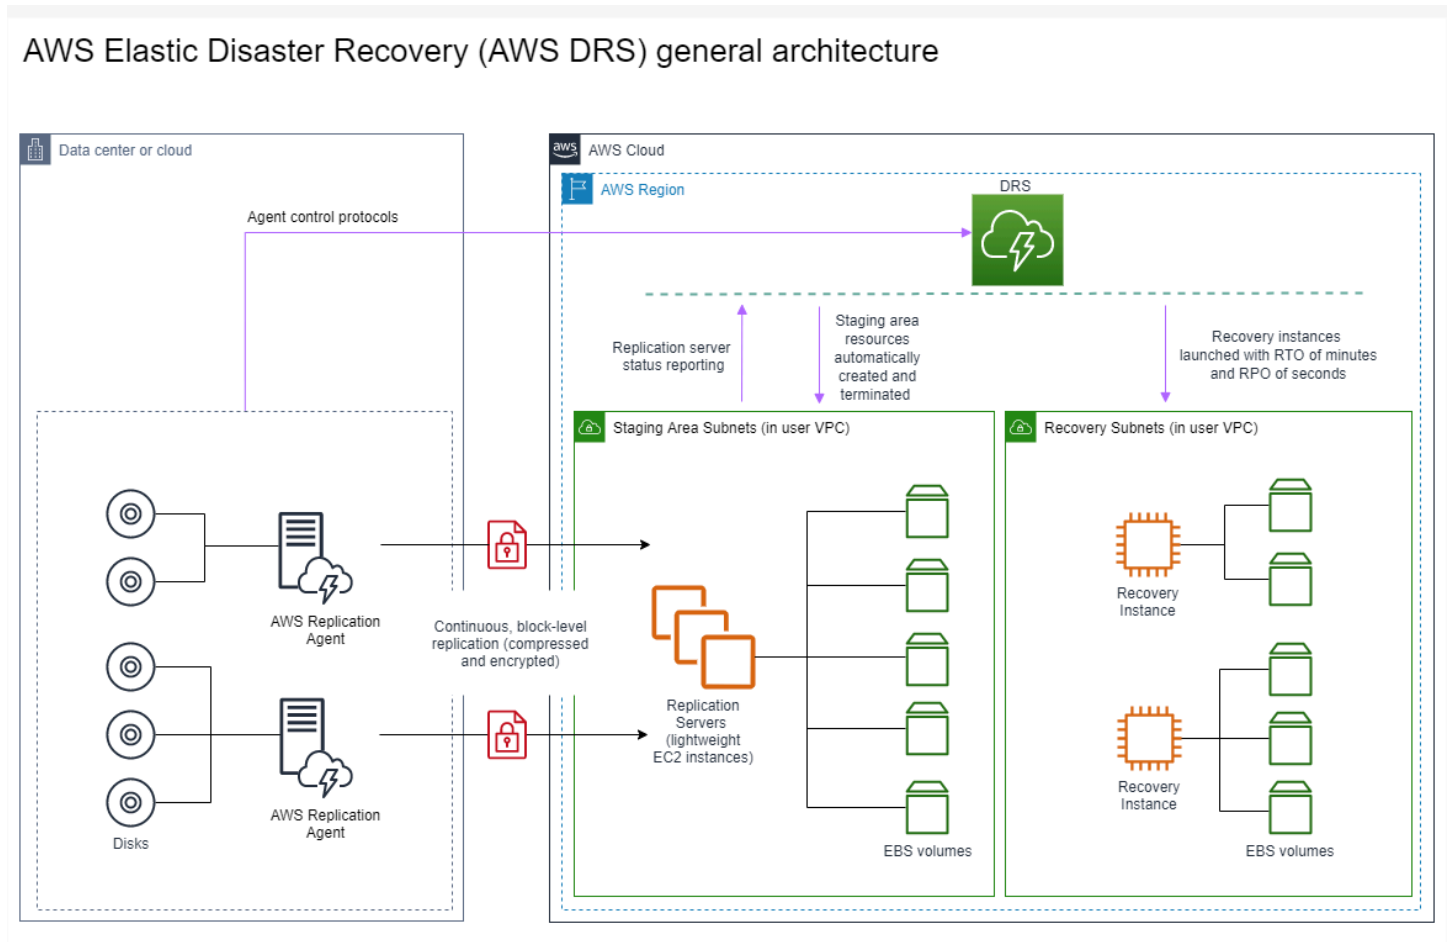 AWS Elastic Disaster Recovery (AWS DRS) general architecture
Data center or cloud
aws
AWS Cloud
AWS Region
DRS
Agent control protocols
Replication server
status reporting
Staging area
resources
automatically
created and
terminated
Recovery instances
launched with RTO of minutes
and RPO of seconds
Staging Area Subnets (in user VPC)
Recovery Subnets (in user VPC)
AWS Replication
Agent
Continuous, block-level
replication (compressed
and encrypted)
Recovery
Instance
Replication
Servers
(lightweight
EC2 instances)
AWS Replication
Agent
Recovery
Instance
Disks
EBS volumes
EBS volumes